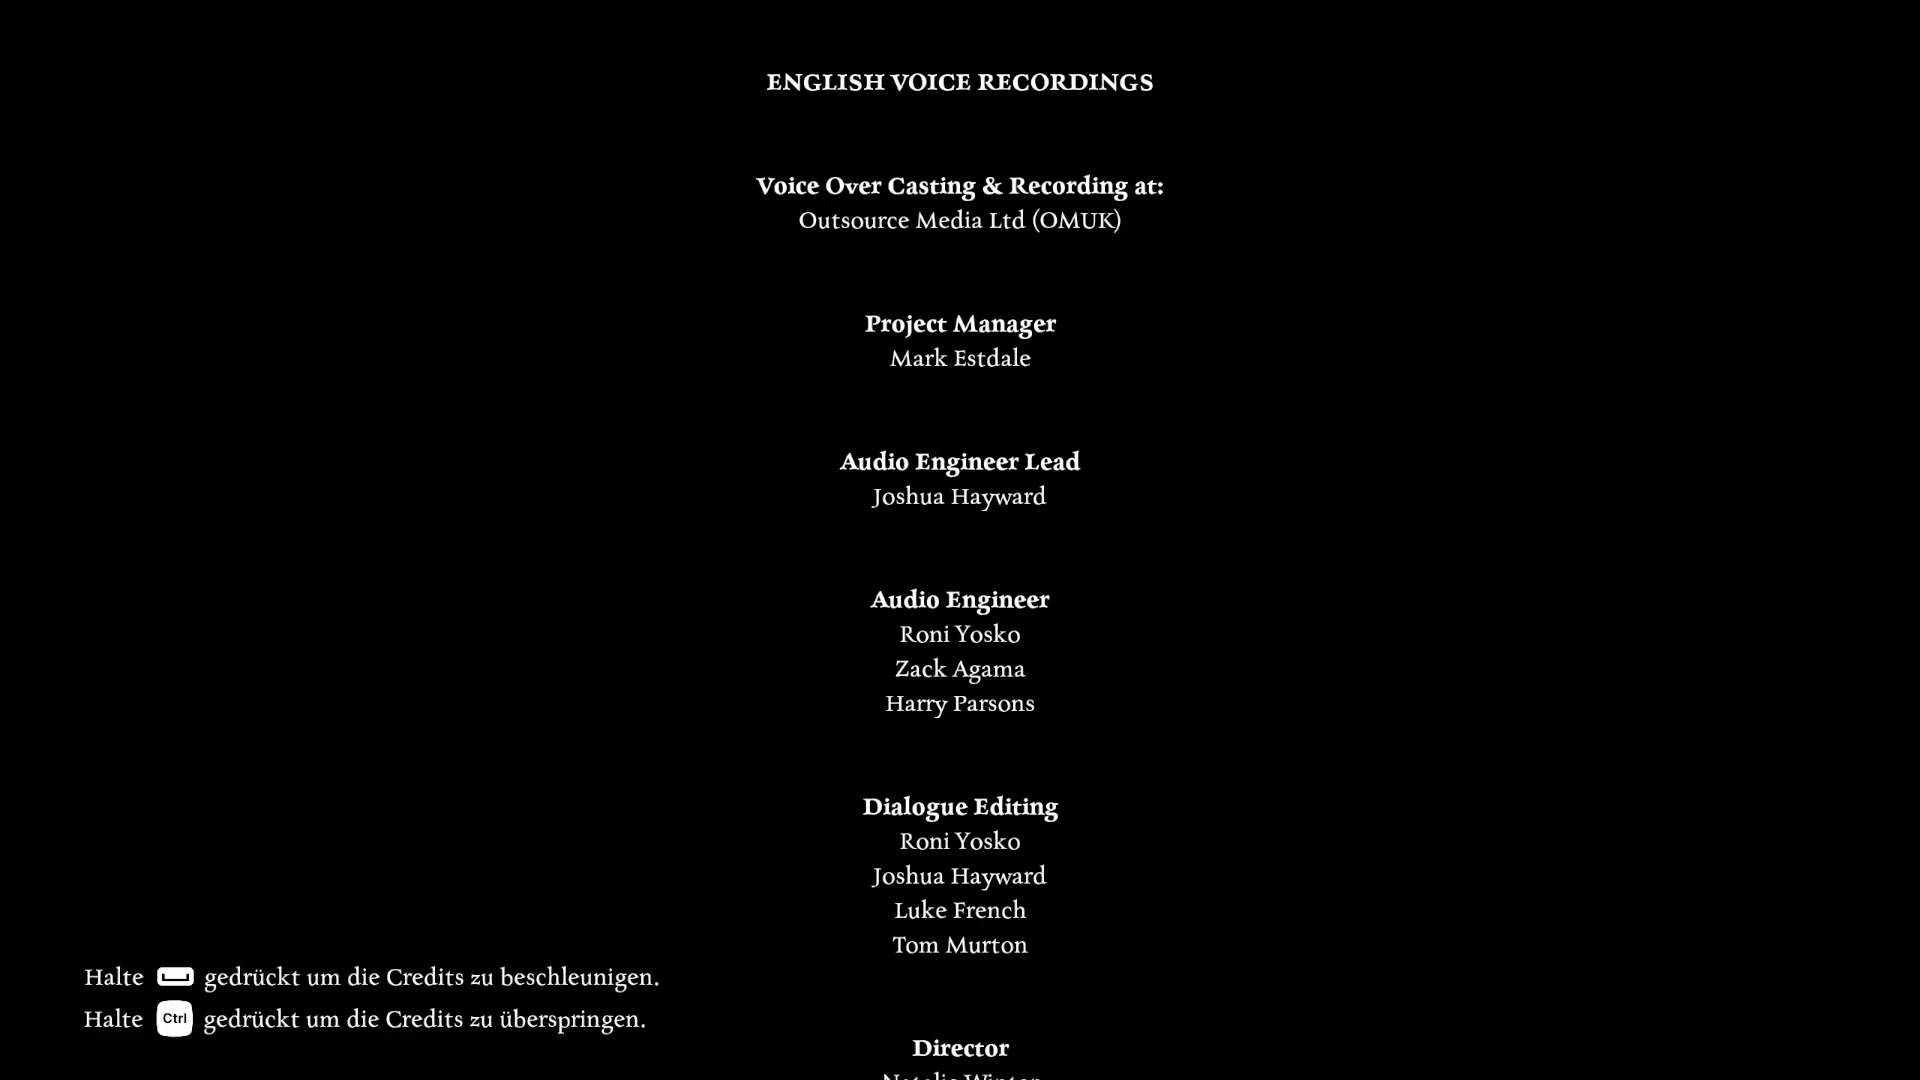 ENGLISH VOICE RECORDINGS
Voice Over Casting & Recording at:
Outsource Media Ltd (OMUK)
Project Manager
Mark Estdale
Audio Engineer Lead
Joshua Hayward
Audio Engineer
Roni Yosko
Zack Agama
Harry Parsons
Dialogue Editing
Roni Yosko
Joshua Hayward
Luke French
Tom Murton
Director
Halte gedrückt um die Credits zu beschleunigen.
Halte Ctrl gedrückt um die Credits zu überspringen.